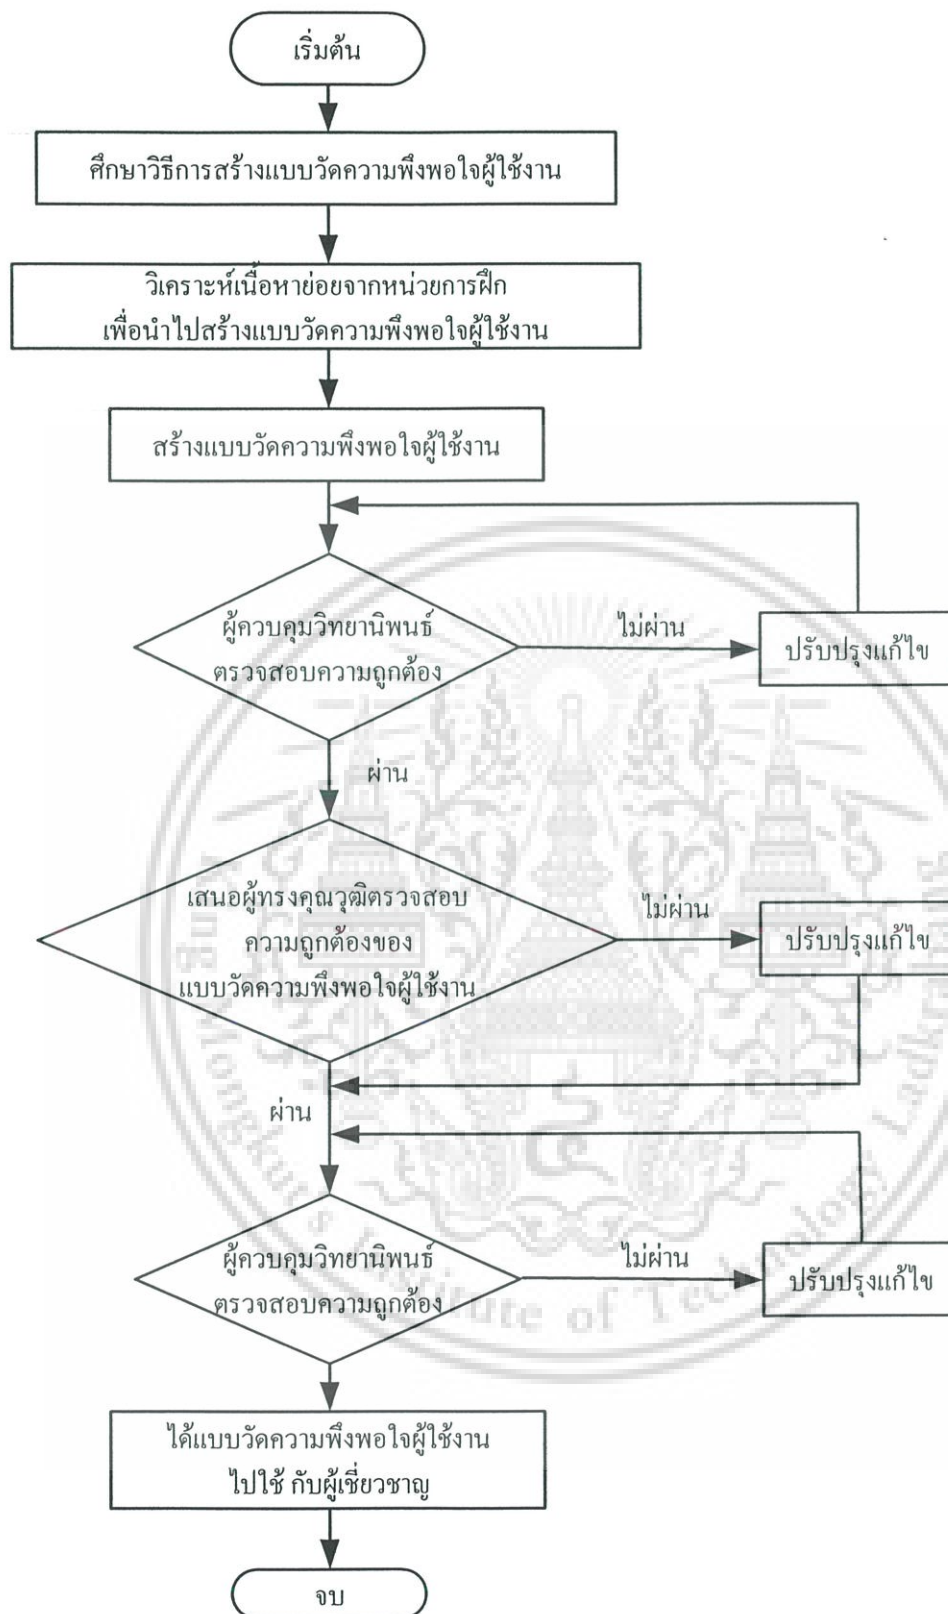 เริ่มต้น
ศึกษาวิธีการสร้างแบบวัดความพึงพอใจผู้ใช้งาน
วิเคราะห์เนื้อหาย่อยจากหน่วยการฝึก
เพื่อนำไปสร้างแบบวัดความพึงพอใจผู้ใช้งาน
สร้างแบบวัดความพึงพอใจผู้ใช้งาน
ผู้ควบคุมวิทยานิพนธ์
ตรวจสอบความถูกต้อง
ไม่ผ่าน
ปรับปรุงแก้ไข
ผ่าน
เสนอผู้ทรงคุณวุฒิตรวจสอบ
ความถูกต้องของ
แบบวัดความพึงพอใจผู้ใช้งาน
ไม่ผ่าน
ปรับปรุงแก้ไข
ผ่าน
ผู้ควบคุมวิทยานิพนธ์
ตรวจสอบความถูกต้อง
ไม่ผ่าน
ปรับปรุงแก้ไข
ได้แบบวัดความพึงพอใจผู้ใช้งาน
ไปใช้ กับผู้เชี่ยวชาญ
จบ
Institute of Technology